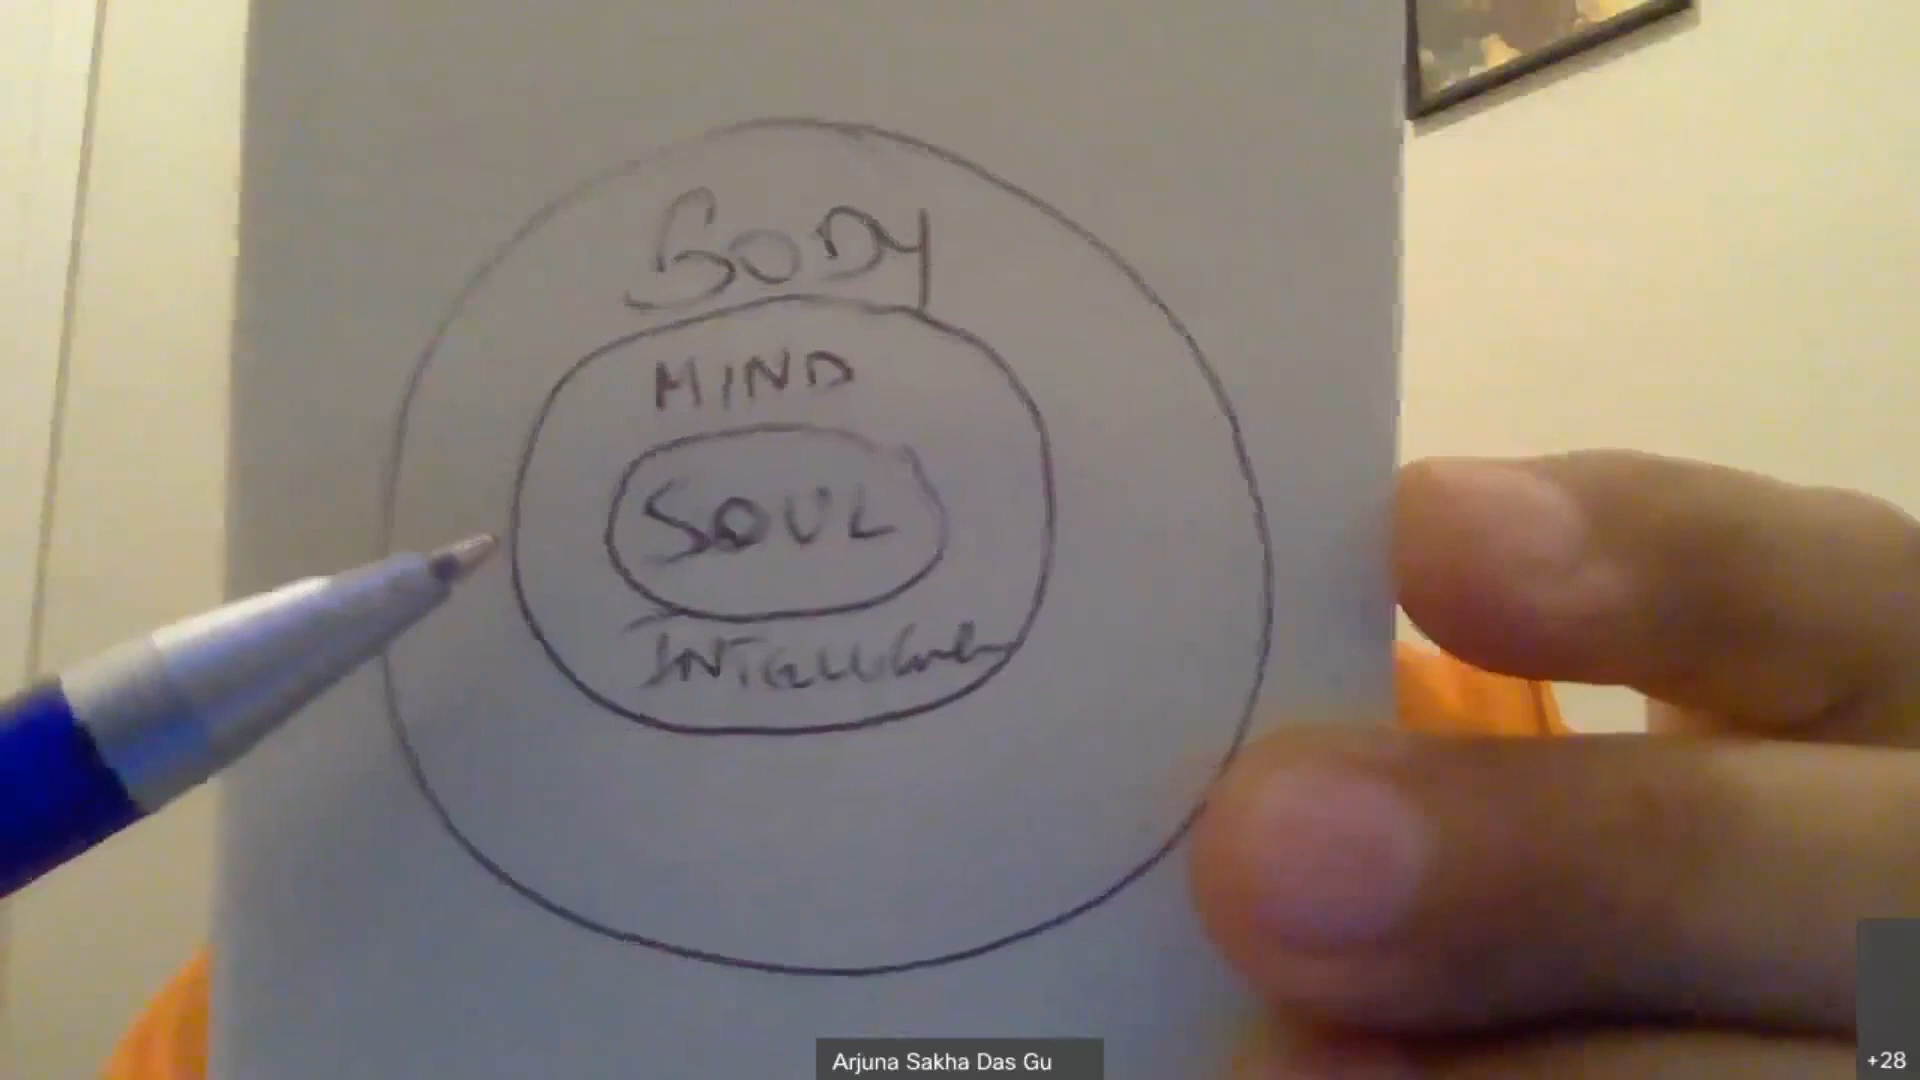 BODY
MIND
SOUL
INTELLIGENCE
Arjuna Sakha Das Gu
+28